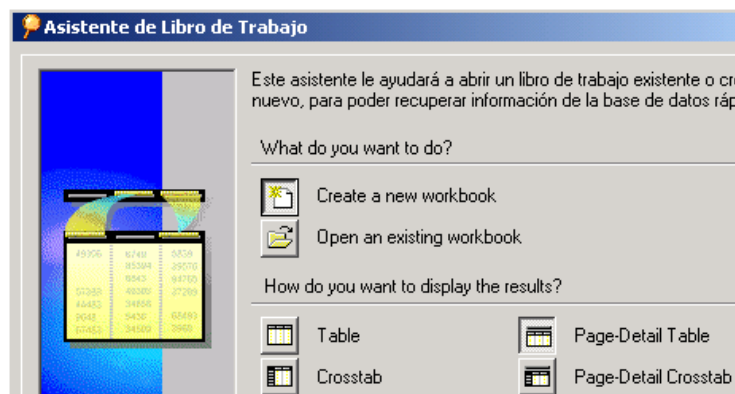 Asistente de Libro de Trabajo
Este asistente le ayudará a abrir un libro de trabajo existente o
nuevo, para poder recuperar información de la base de datos
What do you want to do?
Create a new workbook
Open an existing workbook
How do you want to display the results?
Table
Page-Detail Table
Crosstab
Page-Detail Crosstab